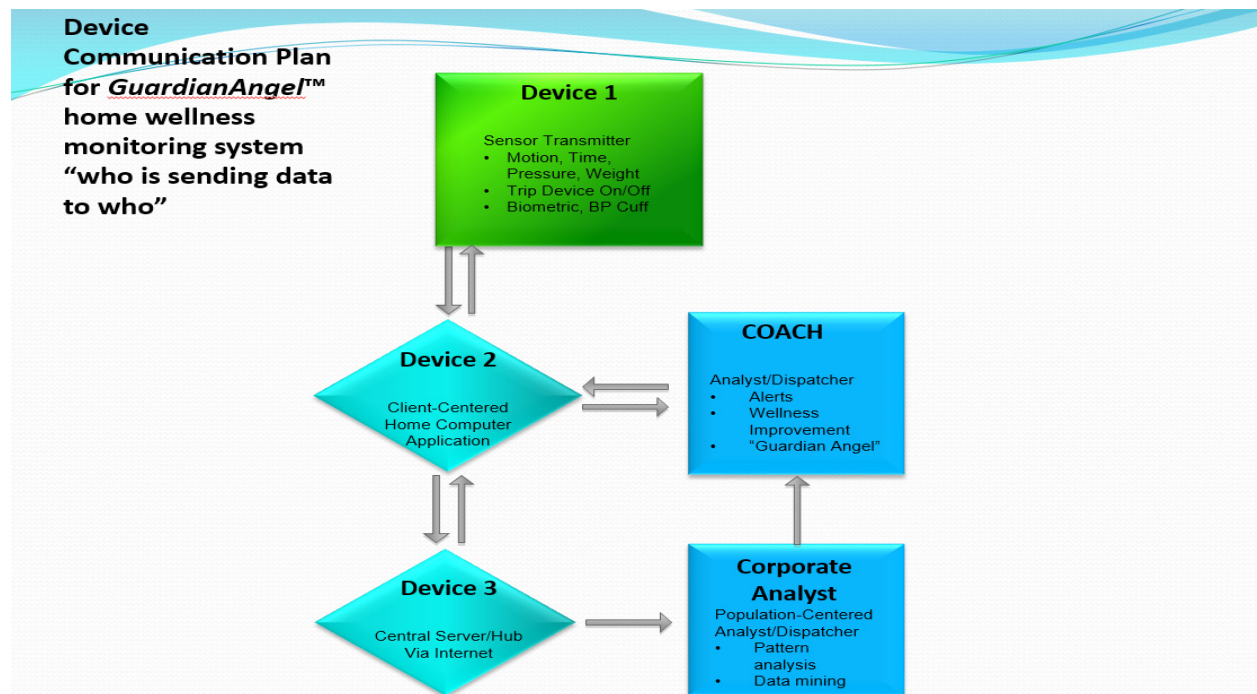 Device
Communication Plan
for GuardianAngel™
home wellness
monitoring system
“who is sending data
to who”
Device 1
Sensor Transmitter
• Motion, Time,
Pressure, Weight
• Trip Device On/Off
• Biometric, BP Cuff
Device 2
Client-Centered
Home Computer
Application
COACH
Analyst/Dispatcher
• Alerts
• Wellness
Improvement
• “Guardian Angel”
Device 3
Central Server/Hub
Via Internet
Corporate
Analyst
Population-Centered
Analyst/Dispatcher
• Pattern
analysis
• Data mining